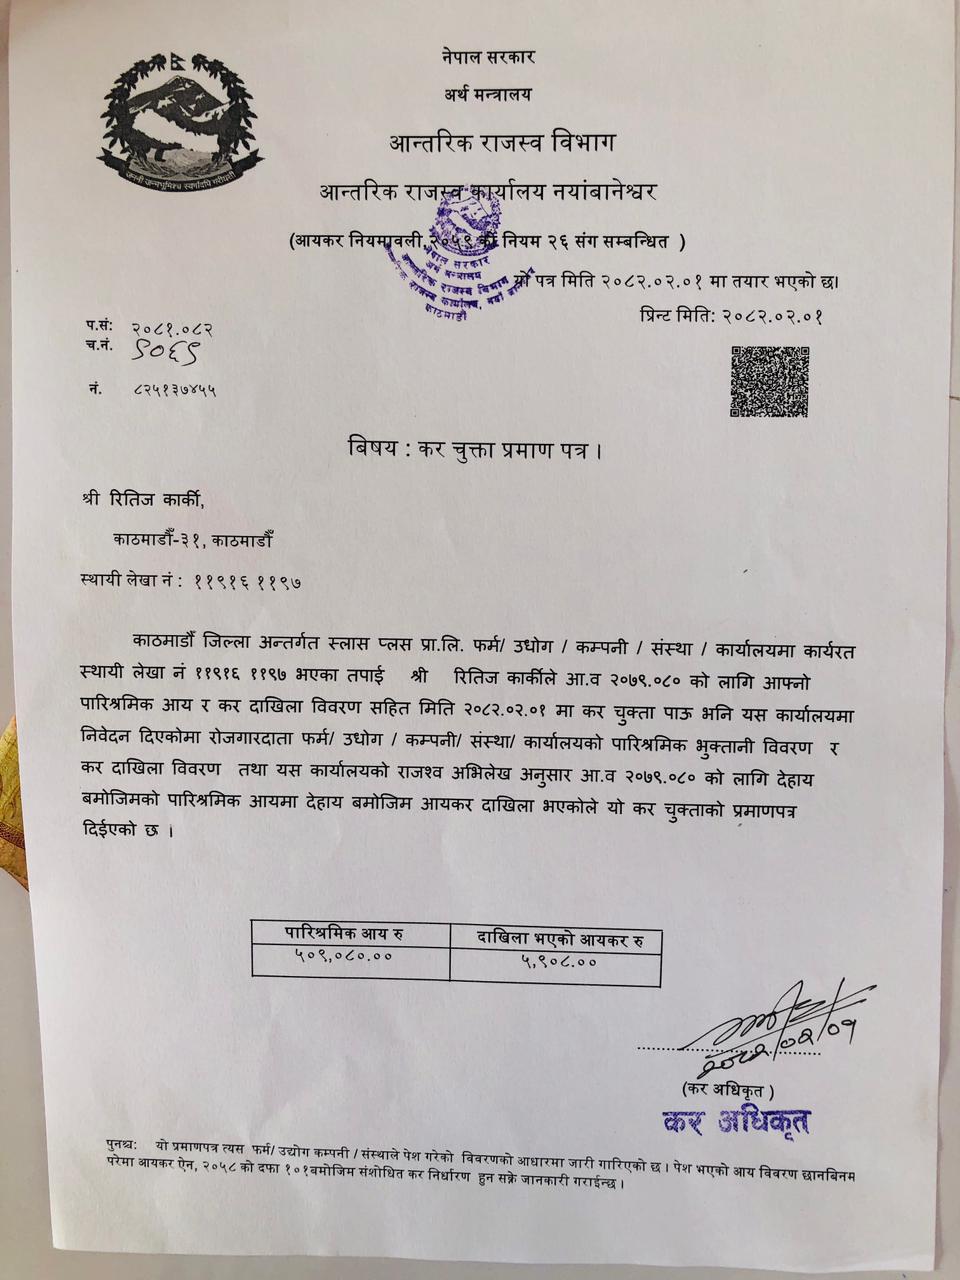 नेपाल सरकार
अर्थ मन्त्रालय
आन्तरिक राजस्व विभाग
आन्तरिक राजस्व कार्यालय नयांबानेश्वर
(आयकर नियमावली,२०५९ को नियम २६ संग सम्बन्धित )
जननी जन्मभूमिश्च स्वर्गादपि गरीयसी
नेपाल सरकार
अर्थ मन्त्रालय
आन्तरिक राजस्व विभाग
आन्तरिक राजस्व कार्यालय, नयाँ
काठमाडौं
यो पत्र मिति २०८२.०२.०१ मा तयार भएको छ।
प्रिन्ट मिति: २०८२.०२.०१
प.सं: २०८१.०८२
च.नं. ९०६९
नं. ८२५१३७४५५
बिषय : कर चुक्ता प्रमाण पत्र ।
श्री रितिज कार्की,
काठमाडौँ-३१, काठमाडौँ
स्थायी लेखा नं : ११९१६ ११९७
काठमाडौँ जिल्ला अन्तर्गत स्लास प्लस प्रा.लि. फर्म/ उधोग / कम्पनी / संस्था / कार्यालयमा कार्यरत
स्थायी लेखा नं ११९१६ ११९७ भएका तपाई श्री रितिज कार्कीले आ.व २०७९.०८० को लागि आफ्नो
पारिश्रमिक आय र कर दाखिला विवरण सहित मिति २०८२.०२.०१ मा कर चुक्ता पाऊ भनि यस कार्यालयमा
निवेदन दिएकोमा रोजगारदाता फर्म/ उधोग / कम्पनी/ संस्था/ कार्यालयको पारिश्रमिक भुक्तानी विवरण र
कर दाखिला विवरण तथा यस कार्यालयको राजश्व अभिलेख अनुसार आ.व २०७९.०८० को लागि देहाय
बमोजिमको पारिश्रमिक आयमा देहाय बमोजिम आयकर दाखिला भएकोले यो कर चुक्ताको प्रमाणपत्र
दिईएको छ ।
पारिश्रमिक आय रु दाखिला भएको आयकर रु
५०९,०८०.०० ५,९०८.००
२०८२/०२/०१
(कर अधिकृत )
कर अधिकृत
पुनश्च: यो प्रमाणपत्र त्यस फर्म/ उद्योग कम्पनी / संस्थाले पेश गरेको विवरणको आधारमा जारी गारिएको छ । पेश भएको आय विवरण छानबिनम
परेमा आयकर ऐन, २०५८ को दफा १०१बमोजिम संशोधित कर निर्धारण हुन सक्ने जानकारी गराईन्छ ।